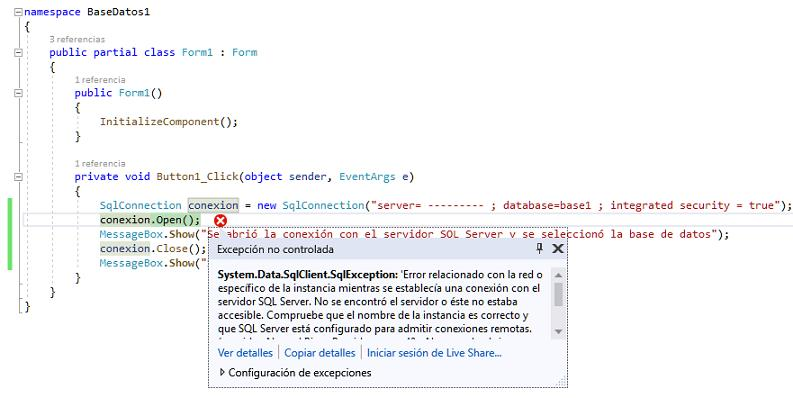 namespace BaseDatos1
{
3 referencias
public partial class Form1 : Form
{
1 referencia
public Form1()
{
InitializeComponent();
}
1 referencia
private void Button1_Click(object sender, EventArgs e)
{
SqlConnection conexion = new SqlConnection("server= --------- ; database=base1 ; integrated security = true");
conexion.Open();
MessageBox.Show("Se abrió la conexión con el servidor SQL Server y se seleccionó la base de datos");
conexion.Close();
MessageBox.Show("
}
}
}
Excepción no controlada
System.Data.SqlClient.SqlException: 'Error relacionado con la red o
específico de la instancia mientras se establecía una conexión con el
servidor SQL Server. No se encontró el servidor o éste no estaba
accesible. Compruebe que el nombre de la instancia es correcto y
que SQL Server está configurado para admitir conexiones remotas.
Ver detalles | Copiar detalles | Iniciar sesión de Live Share...
Configuración de excepciones